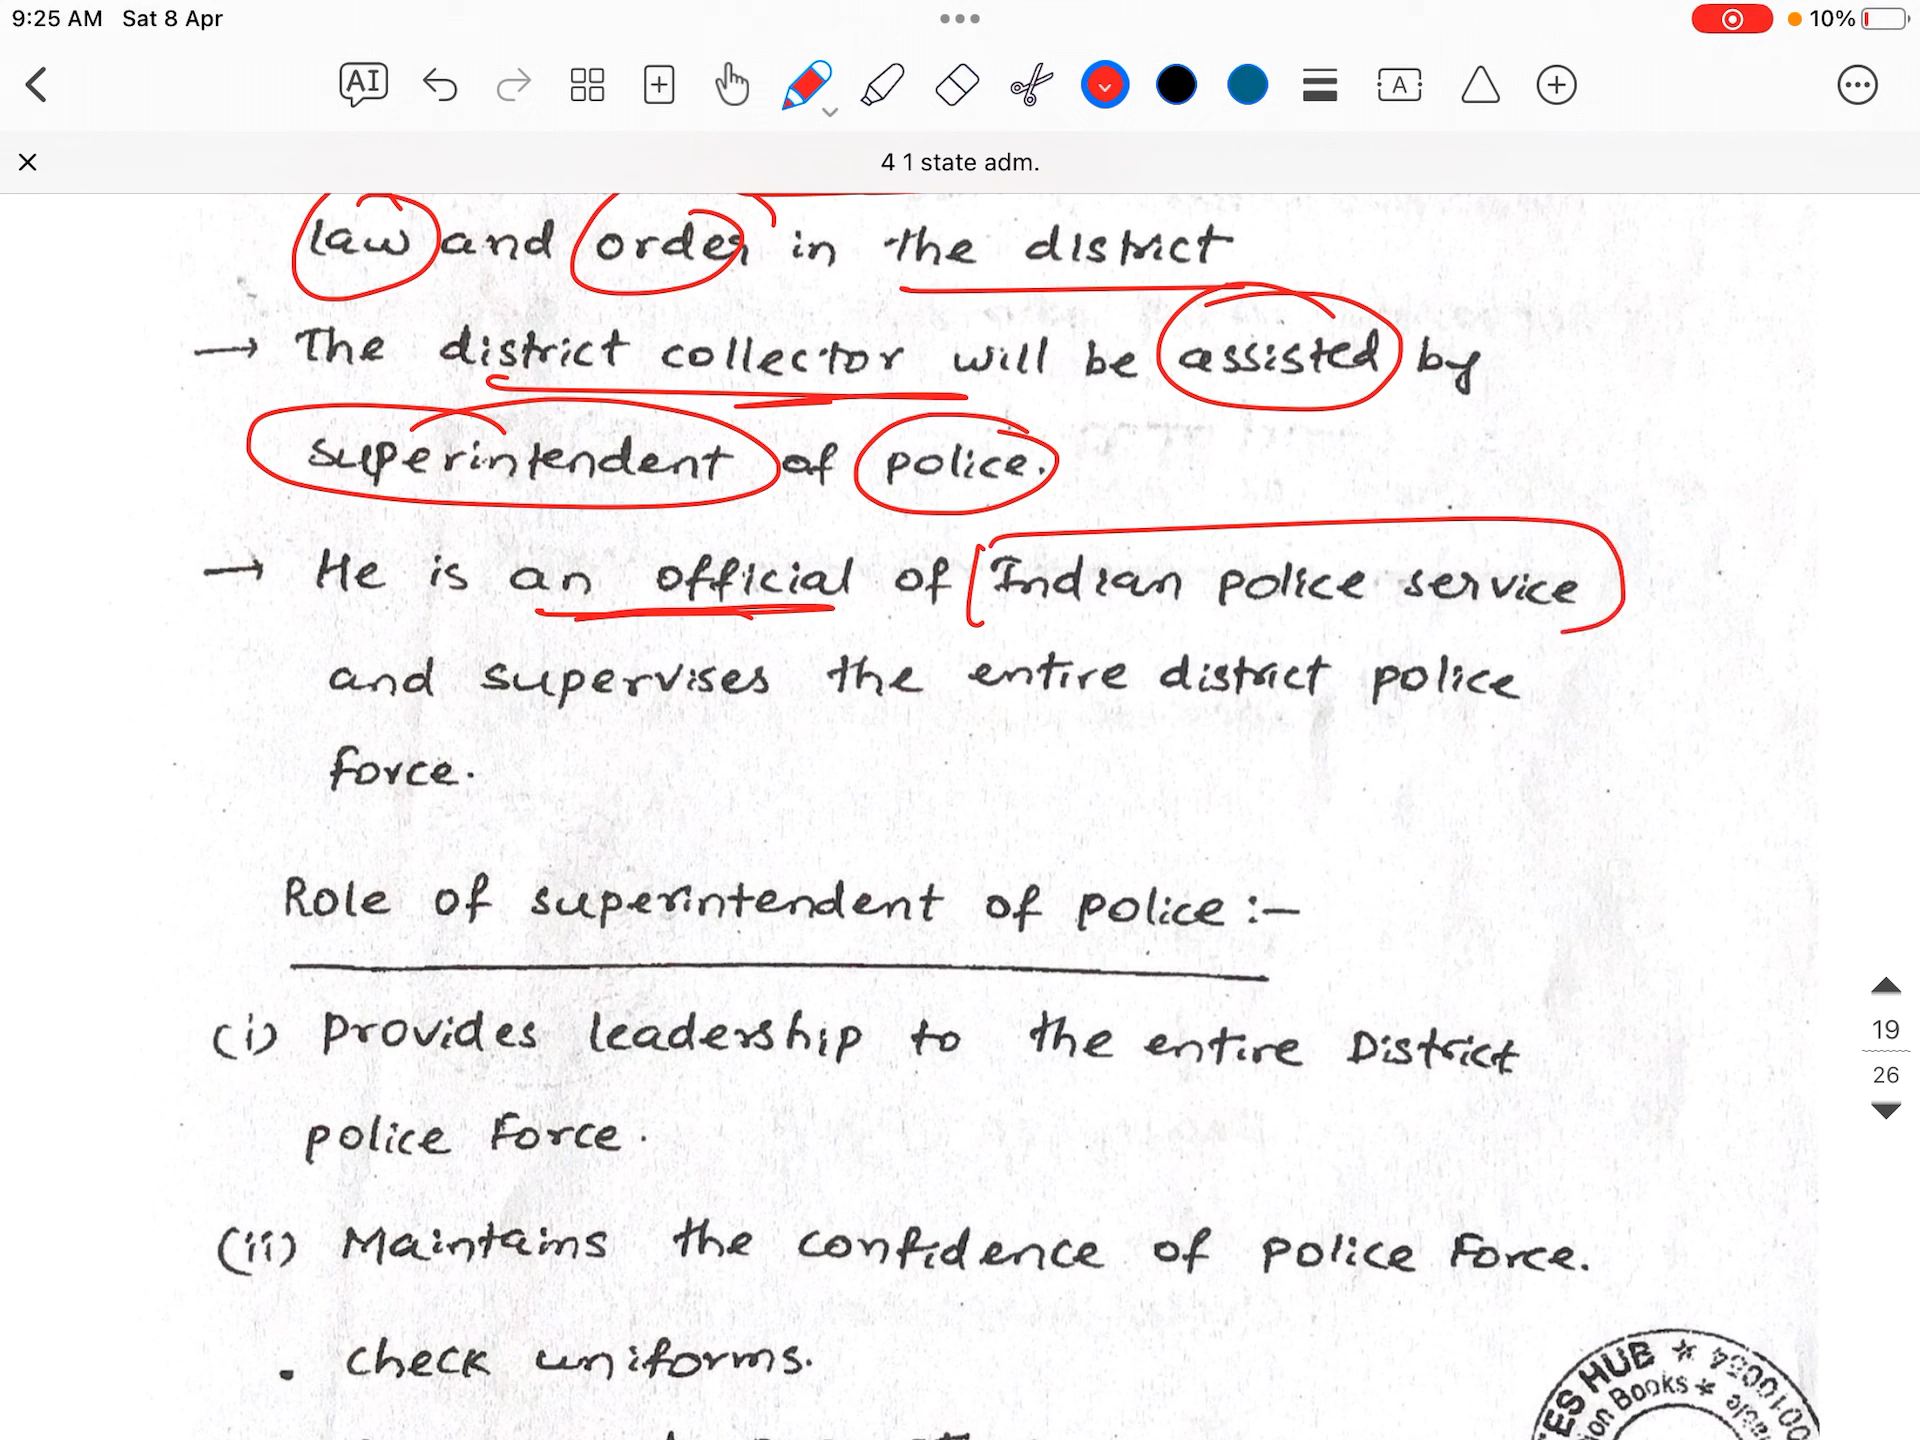 9:25 AM Sat 8 Apr
10%
AI
A
4 1 state adm.
law and order in the district
→ The district collector will be assisted by
superintendent of police.
→ He is an official of Indian police service
and supervises the entire district police
force.
Role of superintendent of police :-
(i) Provides leadership to the entire District
police Force.
(ii) Maintains the confidence of police Force.
. check uniforms.
19
26
HUB
Books